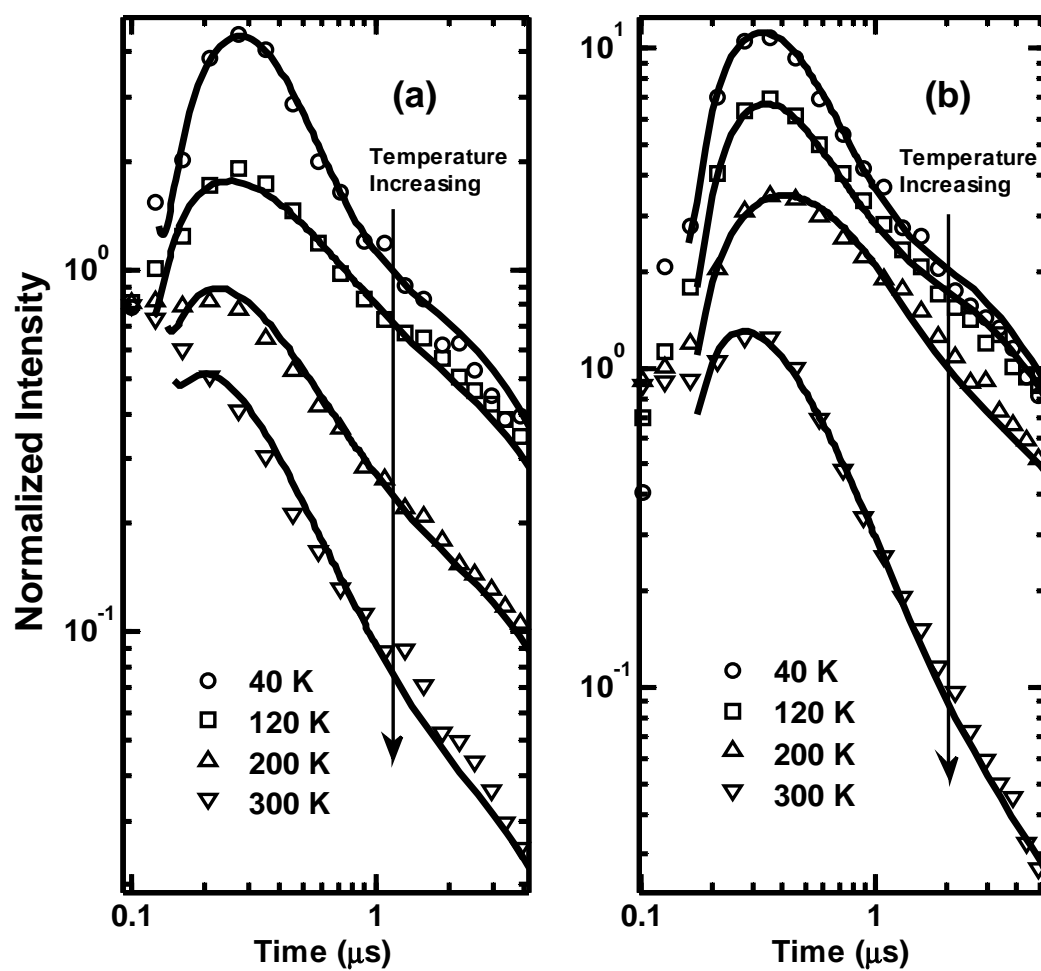 Normalized Intensity
(a)
Temperature
Increasing
10^0
10^-1
40 K
120 K
200 K
300 K
0.1
1
Time (μs)
(b)
Temperature
Increasing
10^1
10^0
10^-1
40 K
120 K
200 K
300 K
0.1
1
Time (μs)